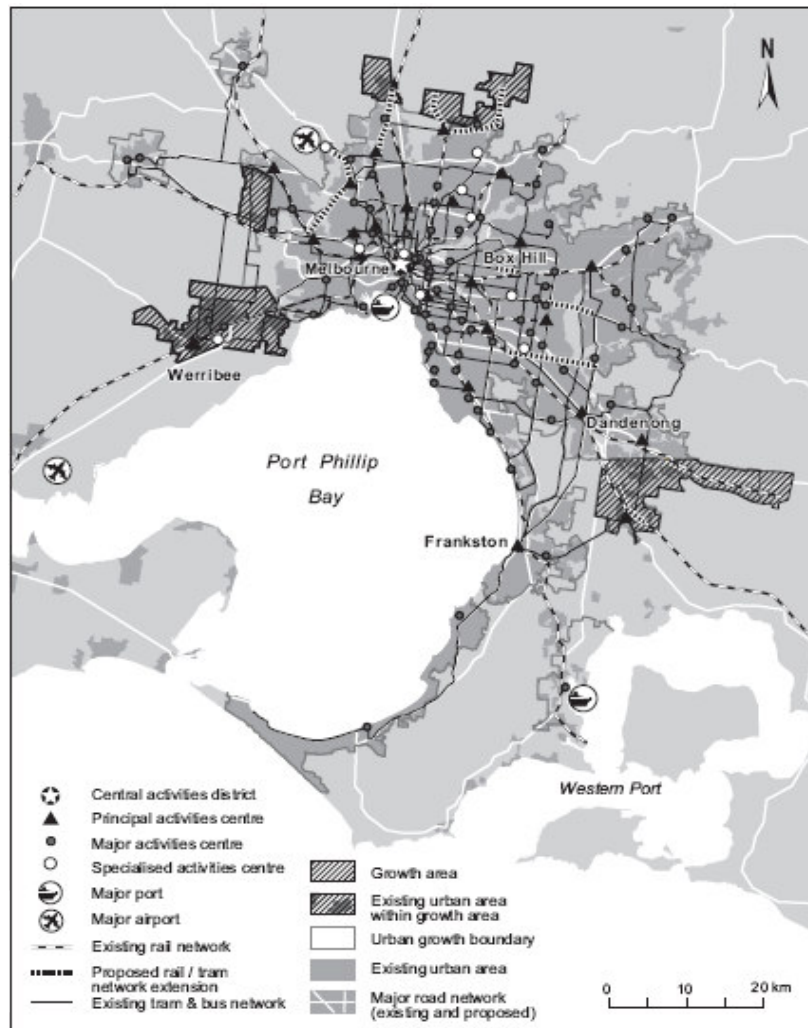 N
Melbourne
Box Hill
Werribee
Dandenong
Port Phillip
Bay
Frankston
Western Port
Central activities district
Principal activities centre
Major activities centre
Specialised activities centre
Major port
Major airport
Existing rail network
Proposed rail / tram
network extension
Existing tram & bus network
Growth area
Existing urban area
within growth area
Urban growth boundary
Existing urban area
Major road network
(existing and proposed)
0 10 20 km